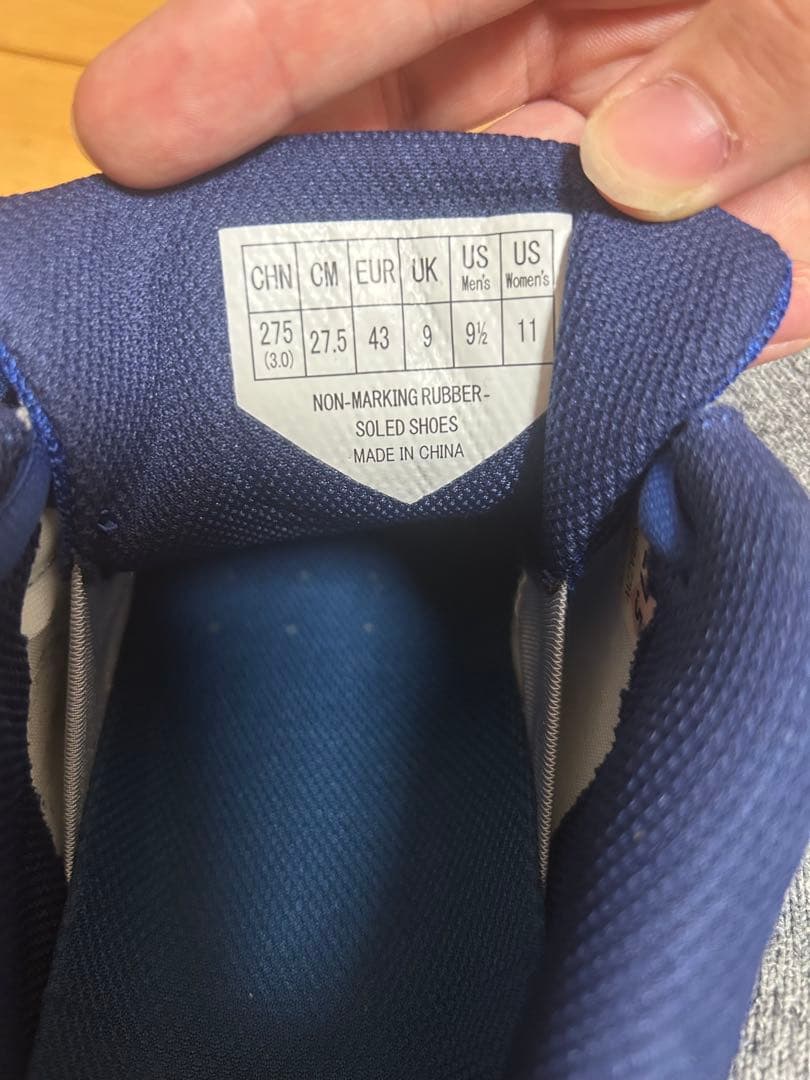 CHN CM EUR UK US Men's US Women's
275 (3.0) 27.5 43 9 9½ 11
NON-MARKING RUBBER-
SOLED SHOES
MADE IN CHINA